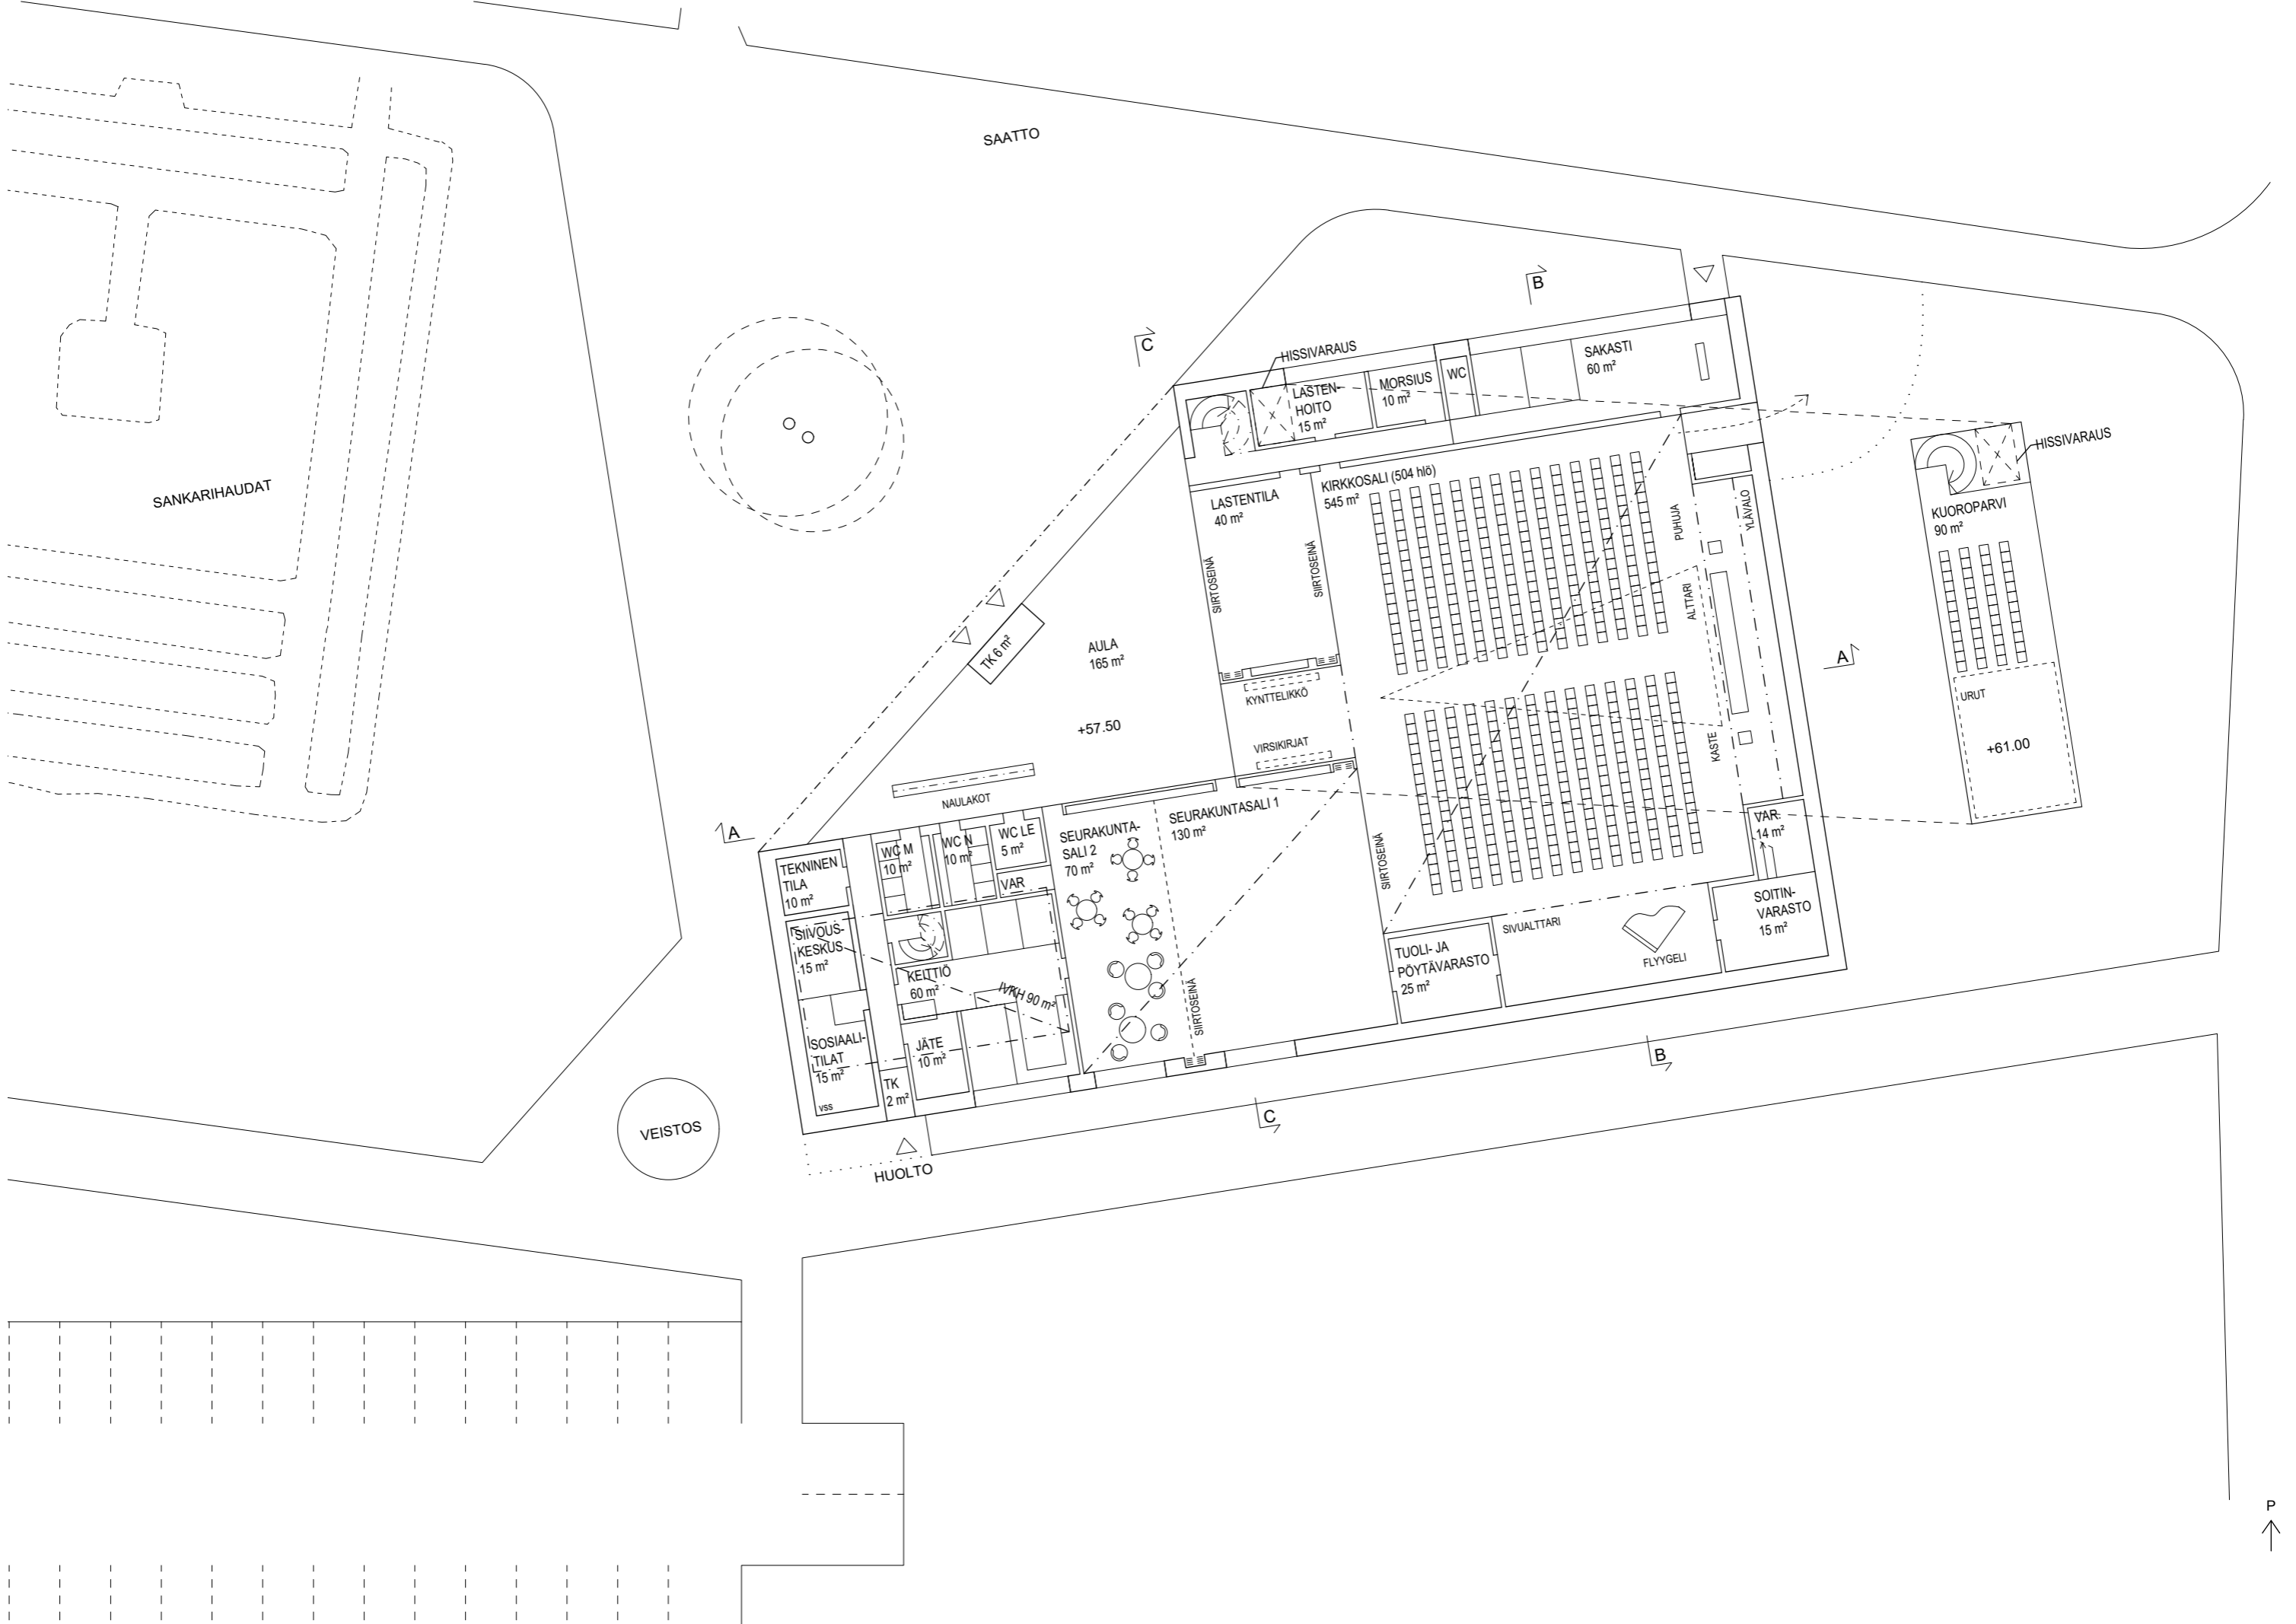 SAATTO
SANKARIHAUDAT
B
C
HISSIVARAUS
LASTEN-
HOITO
15 m²
MORSIUS
10 m²
WC
SAKASTI
60 m²
HISSIVARAUS
KUOROPARVI
90 m²
URUT
+61.00
LASTENTILA
40 m²
SIIRTOSEINÄ
SIIRTOSEINÄ
KIRKKOSALI (504 hlö)
545 m²
PUHUJA
YLÄVALO
ALTTARI
KASTE
A
TK 6 m²
AULA
165 m²
+57.50
KYNTTELIKKÖ
VIRSIKIRJAT
NAULAKOT
A
TEKNINEN
TILA
10 m²
WC M
10 m²
WC N
10 m²
WC LE
5 m²
VAR
SEURAKUNTA-
SALI 2
70 m²
SEURAKUNTASALI 1
130 m²
SIIRTOSEINÄ
SIIRTOSEINÄ
VAR.
14 m²
SOITIN-
VARASTO
15 m²
SIVUALTTARI
FLYYGELI
TUOLI- JA
PÖYTÄVARASTO
25 m²
SIIVOUS-
KESKUS
15 m²
KEITTIÖ
60 m²
IVKH 90 m²
SOSIAALI-
TILAT
15 m²
vss
JÄTE
10 m²
TK
2 m²
B
C
VEISTOS
HUOLTO
P